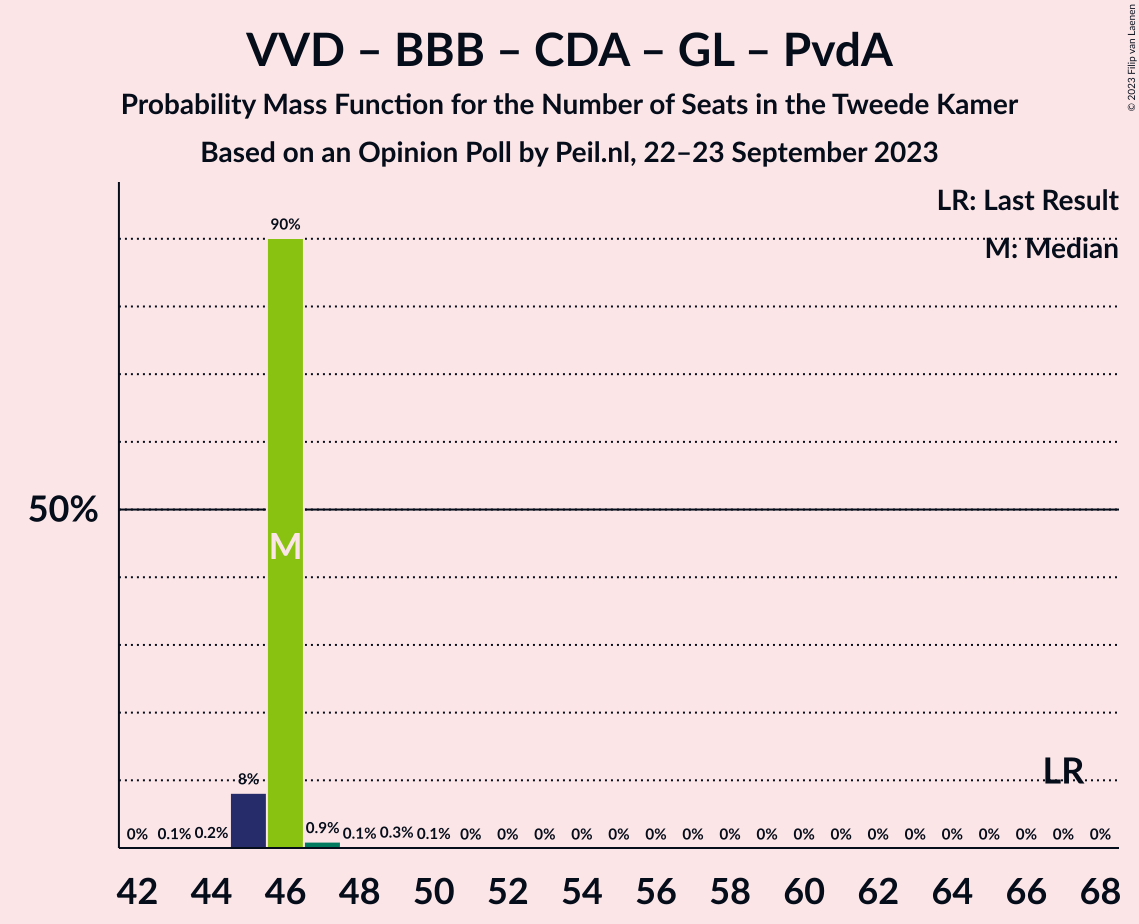 VVD – BBB – CDA – GL – PvdA
Probability Mass Function for the Number of Seats in the Tweede Kamer
Based on an Opinion Poll by Peil.nl, 22–23 September 2023
© 2023 Filip van Laenen
LR: Last Result
M: Median
90%
50%
M
LR
8%
0% 0.1% 0.2% 0.9% 0.1% 0.3% 0.1% 0% 0% 0% 0% 0% 0% 0% 0% 0% 0% 0% 0% 0% 0% 0% 0% 0% 0%
42 44 46 48 50 52 54 56 58 60 62 64 66 68